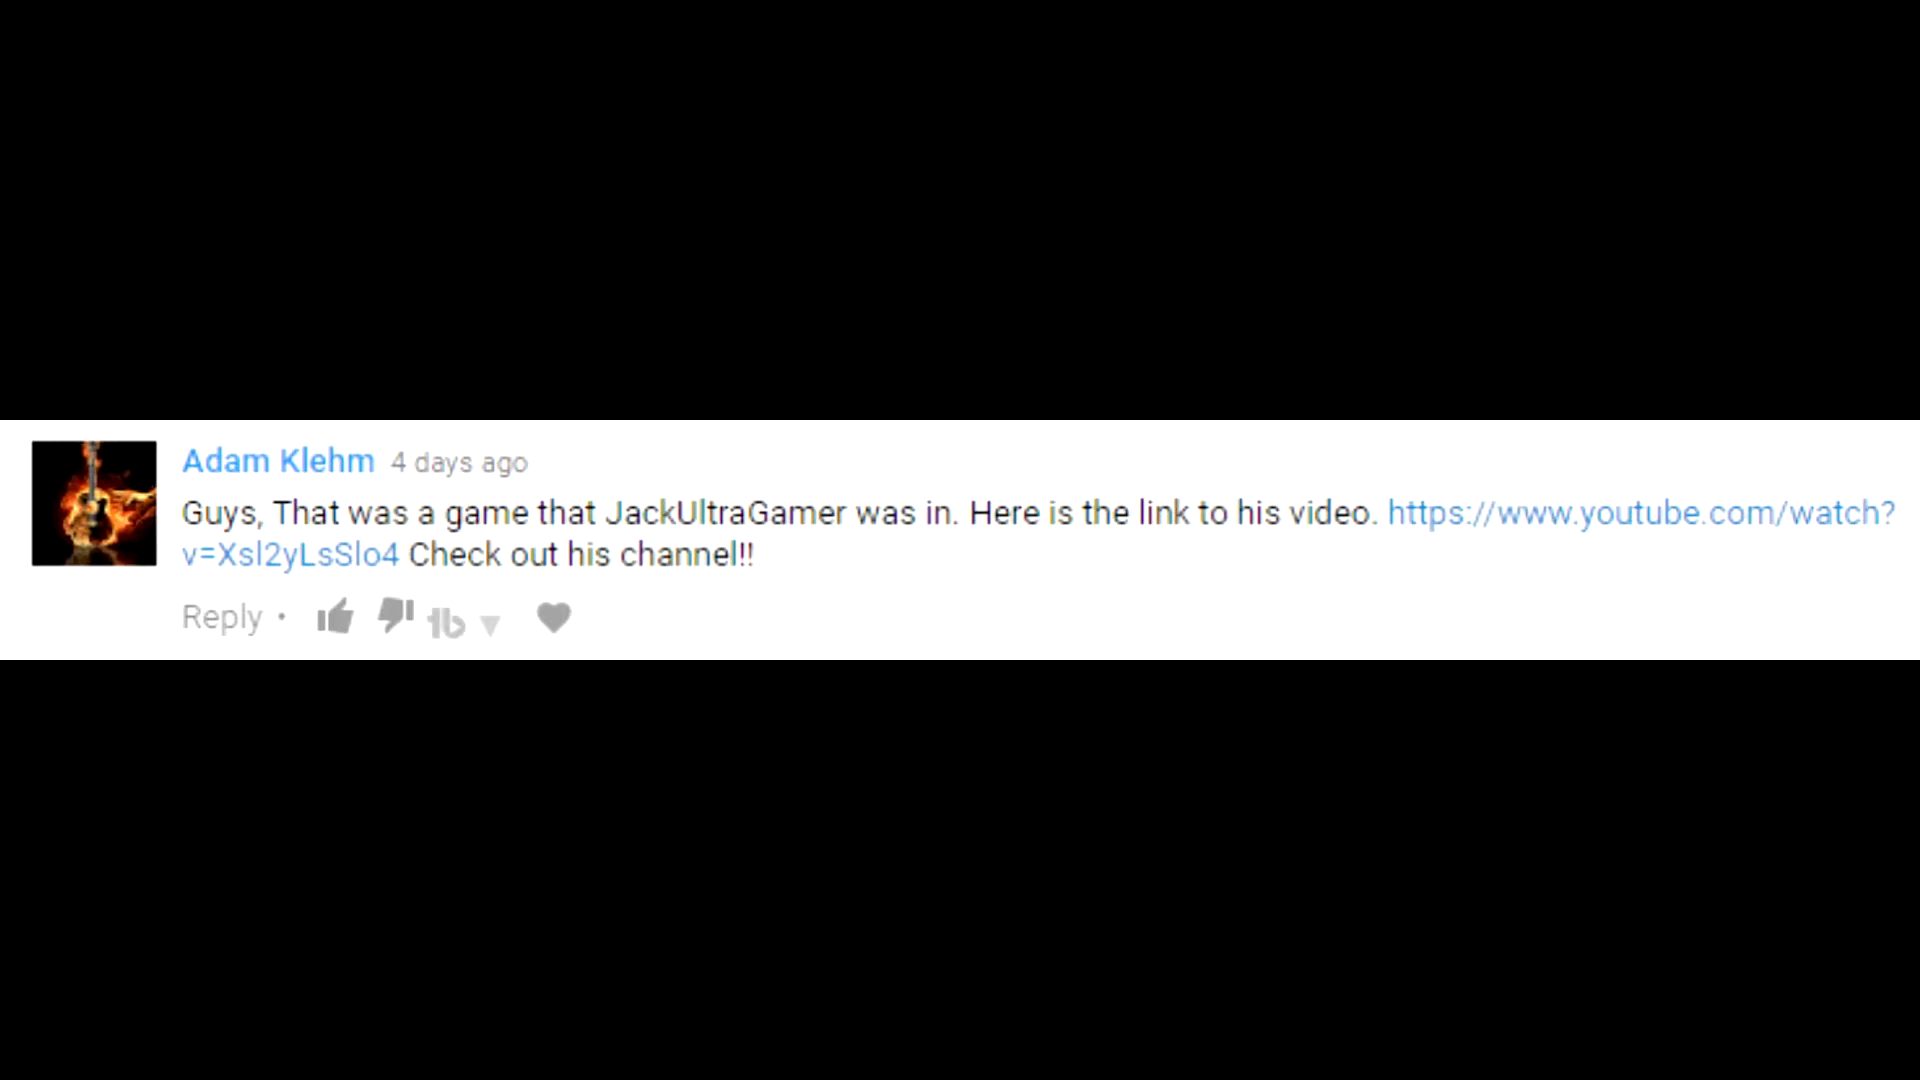 Adam Klehm 4 days ago
Guys, That was a game that JackUltraGamer was in. Here is the link to his video. https://www.youtube.com/watch?
v=Xsl2yLsSlo4 Check out his channel!!
Reply •